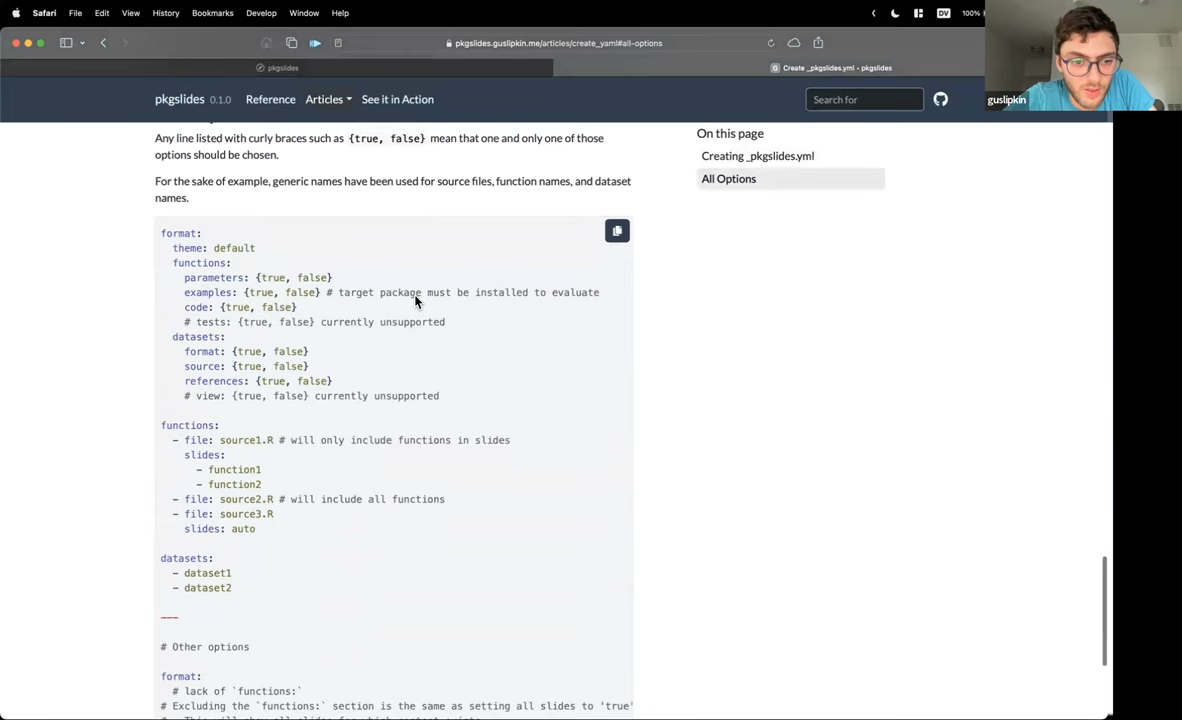 Safari File Edit View History Bookmarks Develop Window Help DV 100%
pkgslides.guslipkin.me/articles/create_yaml#all-options
pkgslides
G Create _pkgslides.yml • pkgslides
guslipkin
pkgslides 0.1.0 Reference Articles See it in Action Search for
Any line listed with curly braces such as {true, false} mean that one and only one of those
options should be chosen.
For the sake of example, generic names have been used for source files, function names, and dataset
names.
format:
  theme: default
  functions:
    parameters: {true, false}
    examples: {true, false} # target package must be installed to evaluate
    code: {true, false}
    # tests: {true, false} currently unsupported
  datasets:
    format: {true, false}
    source: {true, false}
    references: {true, false}
    # view: {true, false} currently unsupported
functions:
  - file: source1.R # will only include functions in slides
    slides:
      - function1
      - function2
  - file: source2.R # will include all functions
  - file: source3.R
    slides: auto
datasets:
  - dataset1
  - dataset2
---
# Other options
format:
  # lack of `functions:`
# Excluding the `functions:` section is the same as setting all slides to 'true'
On this page
Creating _pkgslides.yml
All Options